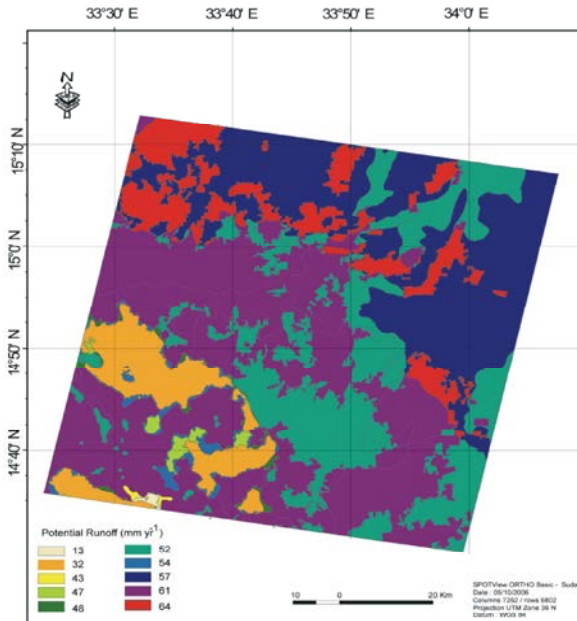 33°30' E 33°40' E 33°50' E 34°0' E
N
15°10' N
15°0' N
14°50' N
14°40' N
Potential Runoff (mm yr-1)
13 52
32 54
43 57
47 61
48 64
10 0 20 Km
SPOTView ORTHO Basic - Suda
Date : 05/10/2006
Columns 7262 / rows 6802
Projection UTM Zone 36 N
Datum : WGS 84